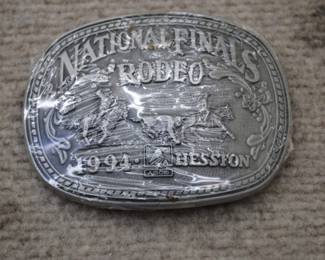 NATIONAL FINALS
RODEO
1994 · HESSTON